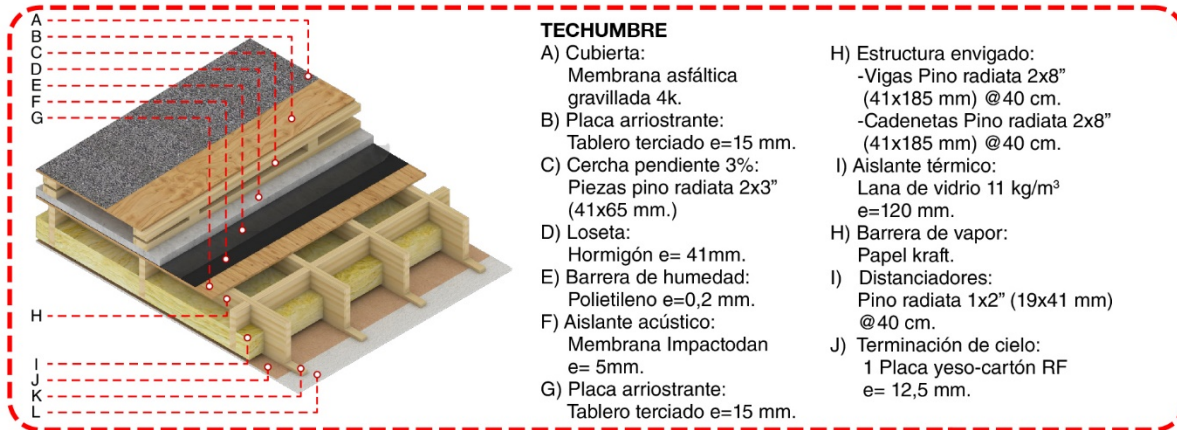 A
B
C
D
E
F
G
H
I
J
K
L
TECHUMBRE
A) Cubierta:
Membrana asfáltica
gravillada 4k.
B) Placa arriostrante:
Tablero terciado e=15 mm.
C) Cercha pendiente 3%:
Piezas pino radiata 2x3”
(41x65 mm.)
D) Loseta:
Hormigón e= 41mm.
E) Barrera de humedad:
Polietileno e=0,2 mm.
F) Aislante acústico:
Membrana Impactodan
e= 5mm.
G) Placa arriostrante:
Tablero terciado e=15 mm.
H) Estructura envigado:
-Vigas Pino radiata 2x8”
(41x185 mm) @40 cm.
-Cadenetas Pino radiata 2x8”
(41x185 mm) @40 cm.
I) Aislante térmico:
Lana de vidrio 11 kg/m³
e=120 mm.
H) Barrera de vapor:
Papel kraft.
I) Distanciadores:
Pino radiata 1x2” (19x41 mm)
@40 cm.
J) Terminación de cielo:
1 Placa yeso-cartón RF
e= 12,5 mm.